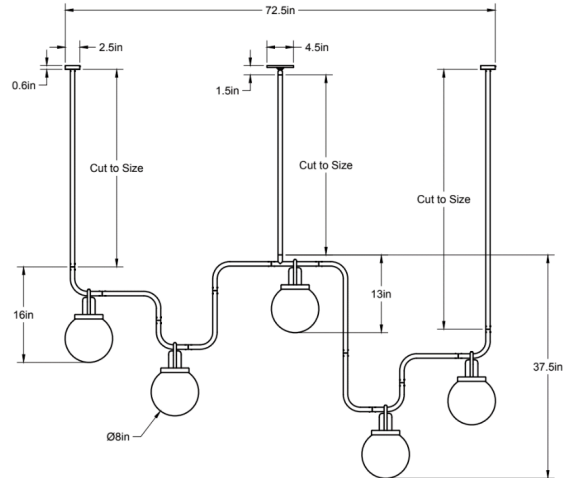 72.5in
2.5in
4.5in
0.6in
1.5in
Cut to Size
Cut to Size
Cut to Size
16in
13in
37.5in
Ø8in